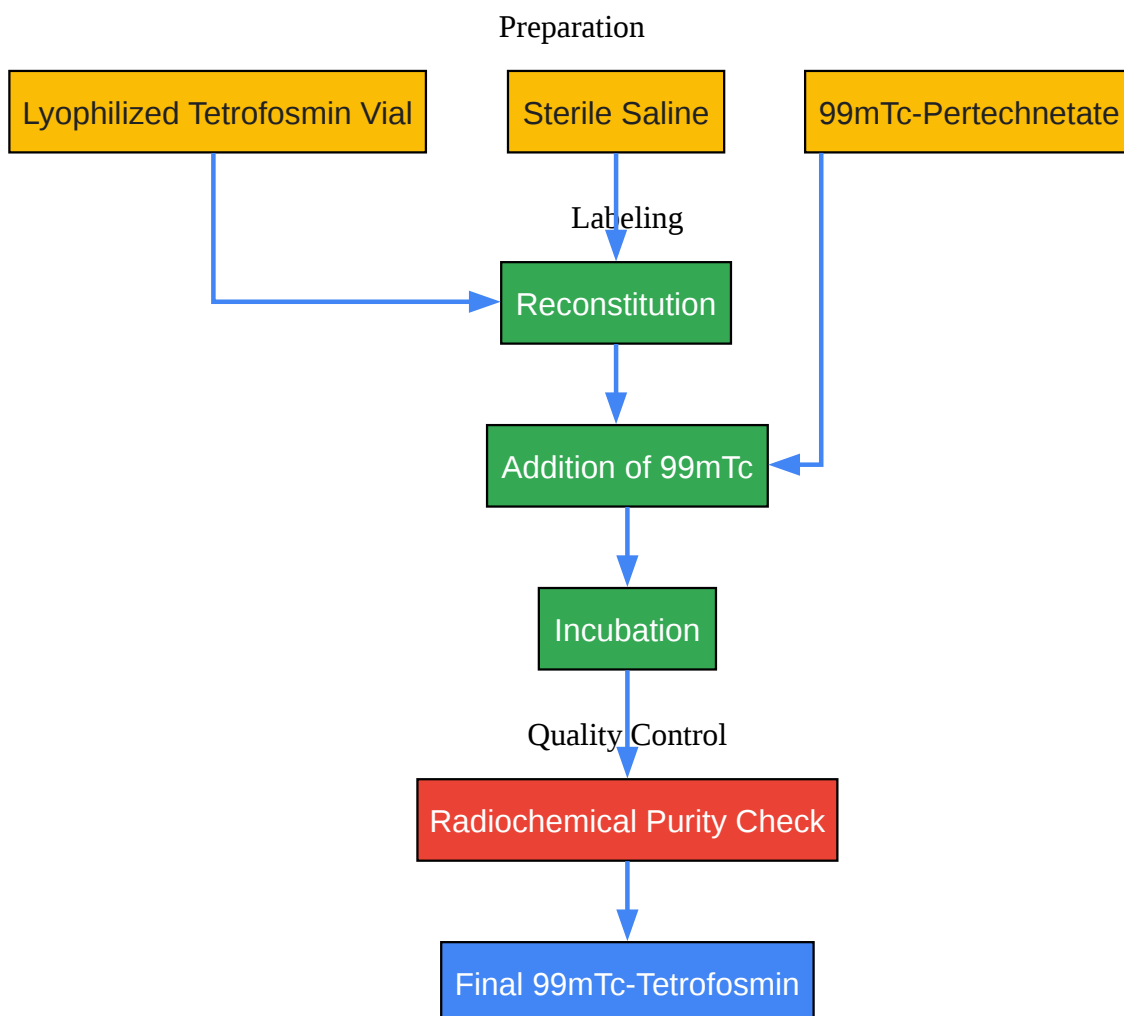 Preparation
Lyophilized Tetrofosmin Vial
Sterile Saline
99mTc-Pertechnetate
Labeling
Reconstitution
Addition of 99mTc
Incubation
Quality Control
Radiochemical Purity Check
Final 99mTc-Tetrofosmin